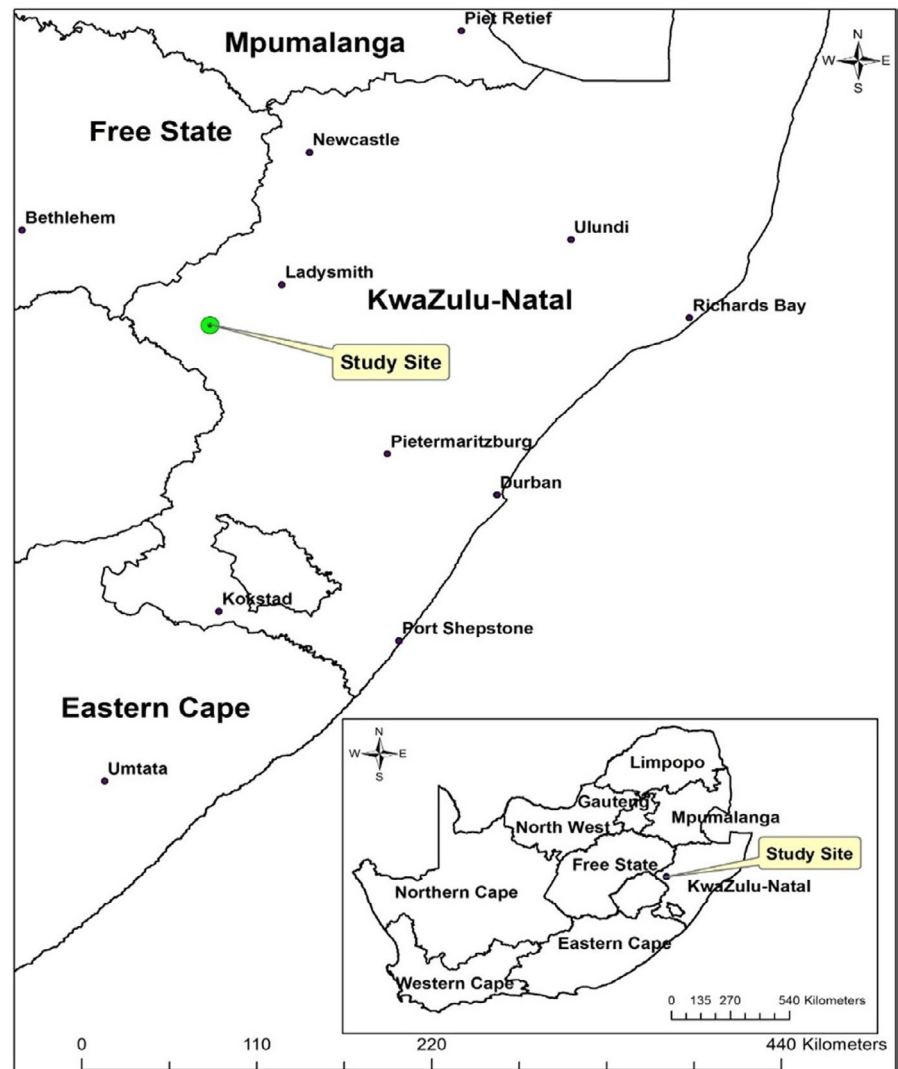 Piet Retief
Mpumalanga
N
W E
S
Free State
Newcastle
Bethlehem
Ulundi
Ladysmith
KwaZulu-Natal
Richards Bay
Study Site
Pietermaritzburg
Durban
Kokstad
Port Shepstone
Eastern Cape
Umtata
N
W E
S
Limpopo
Gauteng
Mpumalanga
North West
Study Site
Free State
KwaZulu-Natal
Northern Cape
Eastern Cape
Western Cape
0 135 270 540 Kilometers
0 110 220 440 Kilometers